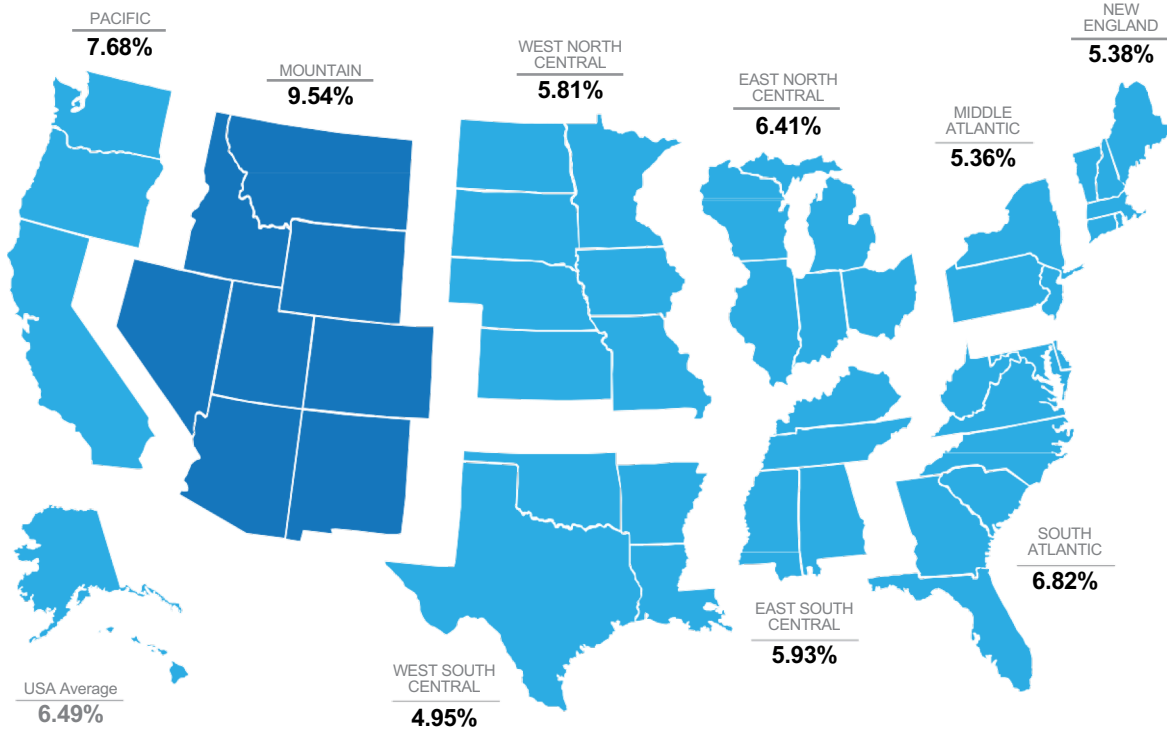 PACIFIC
7.68%
MOUNTAIN
9.54%
WEST NORTH
CENTRAL
5.81%
EAST NORTH
CENTRAL
6.41%
MIDDLE
ATLANTIC
5.36%
NEW
ENGLAND
5.38%
SOUTH
ATLANTIC
6.82%
EAST SOUTH
CENTRAL
5.93%
WEST SOUTH
CENTRAL
4.95%
USA Average
6.49%